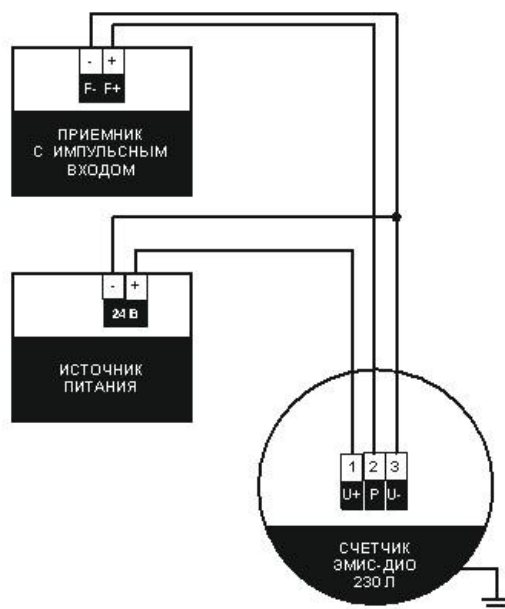 - +
F- F+
ПРИЕМНИК
С ИМПУЛЬСНЫМ
ВХОДОМ
- +
24 В
ИСТОЧНИК
ПИТАНИЯ
1 2 3
U+ P U-
СЧЕТЧИК
ЭМИС-ДИО
230 Л